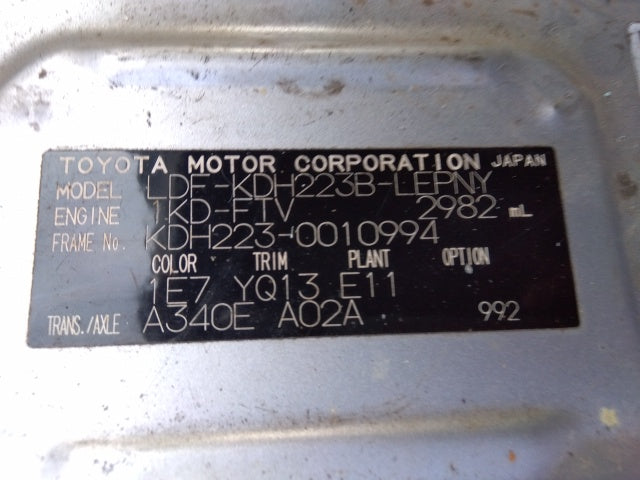 TOYOTA MOTOR CORPORATION JAPAN
MODEL LDF-KDH223B-LEPNY
ENGINE 1KD-FTV 2982 mL
FRAME No. KDH223-0010994
COLOR TRIM PLANT OPTION
1E7 YQ13 E11
TRANS./AXLE A340E A02A 992